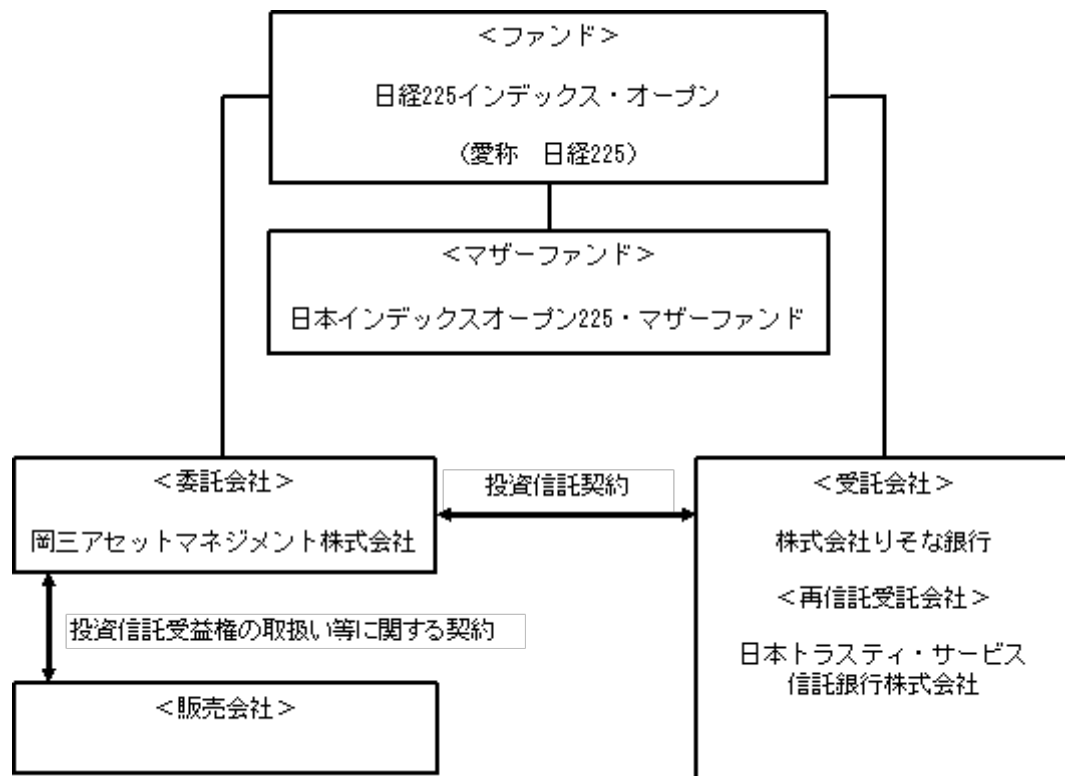 ＜ファンド＞
日経225インデックス・オープン
（愛称　日経225）
＜マザーファンド＞
日本インデックスオープン225・マザーファンド
＜委託会社＞
岡三アセットマネジメント株式会社
投資信託契約
＜受託会社＞
株式会社りそな銀行
＜再信託受託会社＞
日本トラスティ・サービス
信託銀行株式会社
投資信託受益権の取扱い等に関する契約
＜販売会社＞